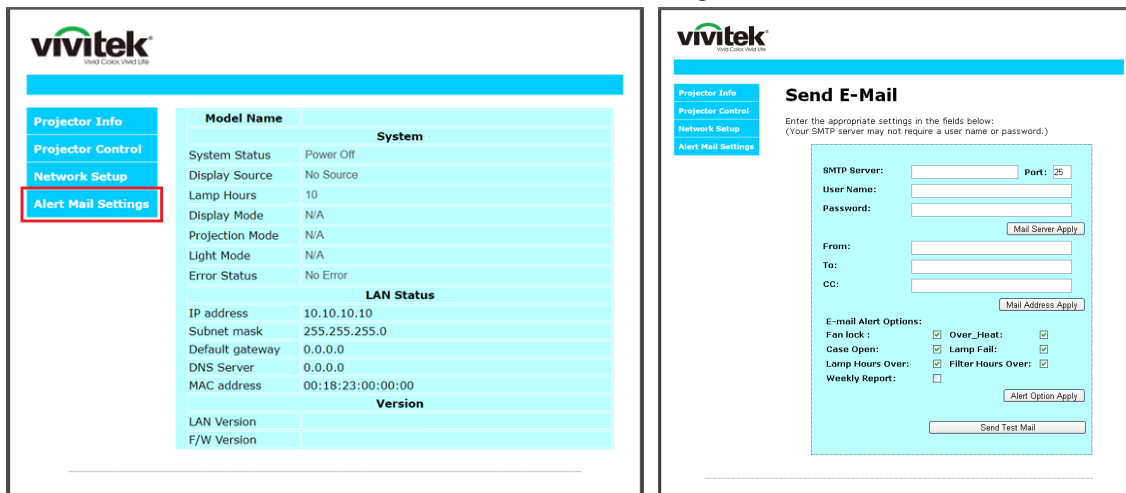 vivitek
Vivid Color, Vivid Life
Projector Info
Projector Control
Network Setup
Alert Mail Settings
Model Name
System
System Status Power Off
Display Source No Source
Lamp Hours 10
Display Mode N/A
Projection Mode N/A
Light Mode N/A
Error Status No Error
LAN Status
IP address 10.10.10.10
Subnet mask 255.255.255.0
Default gateway 0.0.0.0
DNS Server 0.0.0.0
MAC address 00:18:23:00:00:00
Version
LAN Version
F/W Version
vivitek
Vivid Color, Vivid Life
Projector Info
Projector Control
Network Setup
Alert Mail Settings
Send E-Mail
Enter the appropriate settings in the fields below:
(Your SMTP server may not require a user name or password.)
SMTP Server: Port: 25
User Name:
Password:
Mail Server Apply
From:
To:
CC:
Mail Address Apply
E-mail Alert Options:
Fan lock : Over_Heat:
Case Open: Lamp Fail:
Lamp Hours Over: Filter Hours Over:
Weekly Report:
Alert Option Apply
Send Test Mail